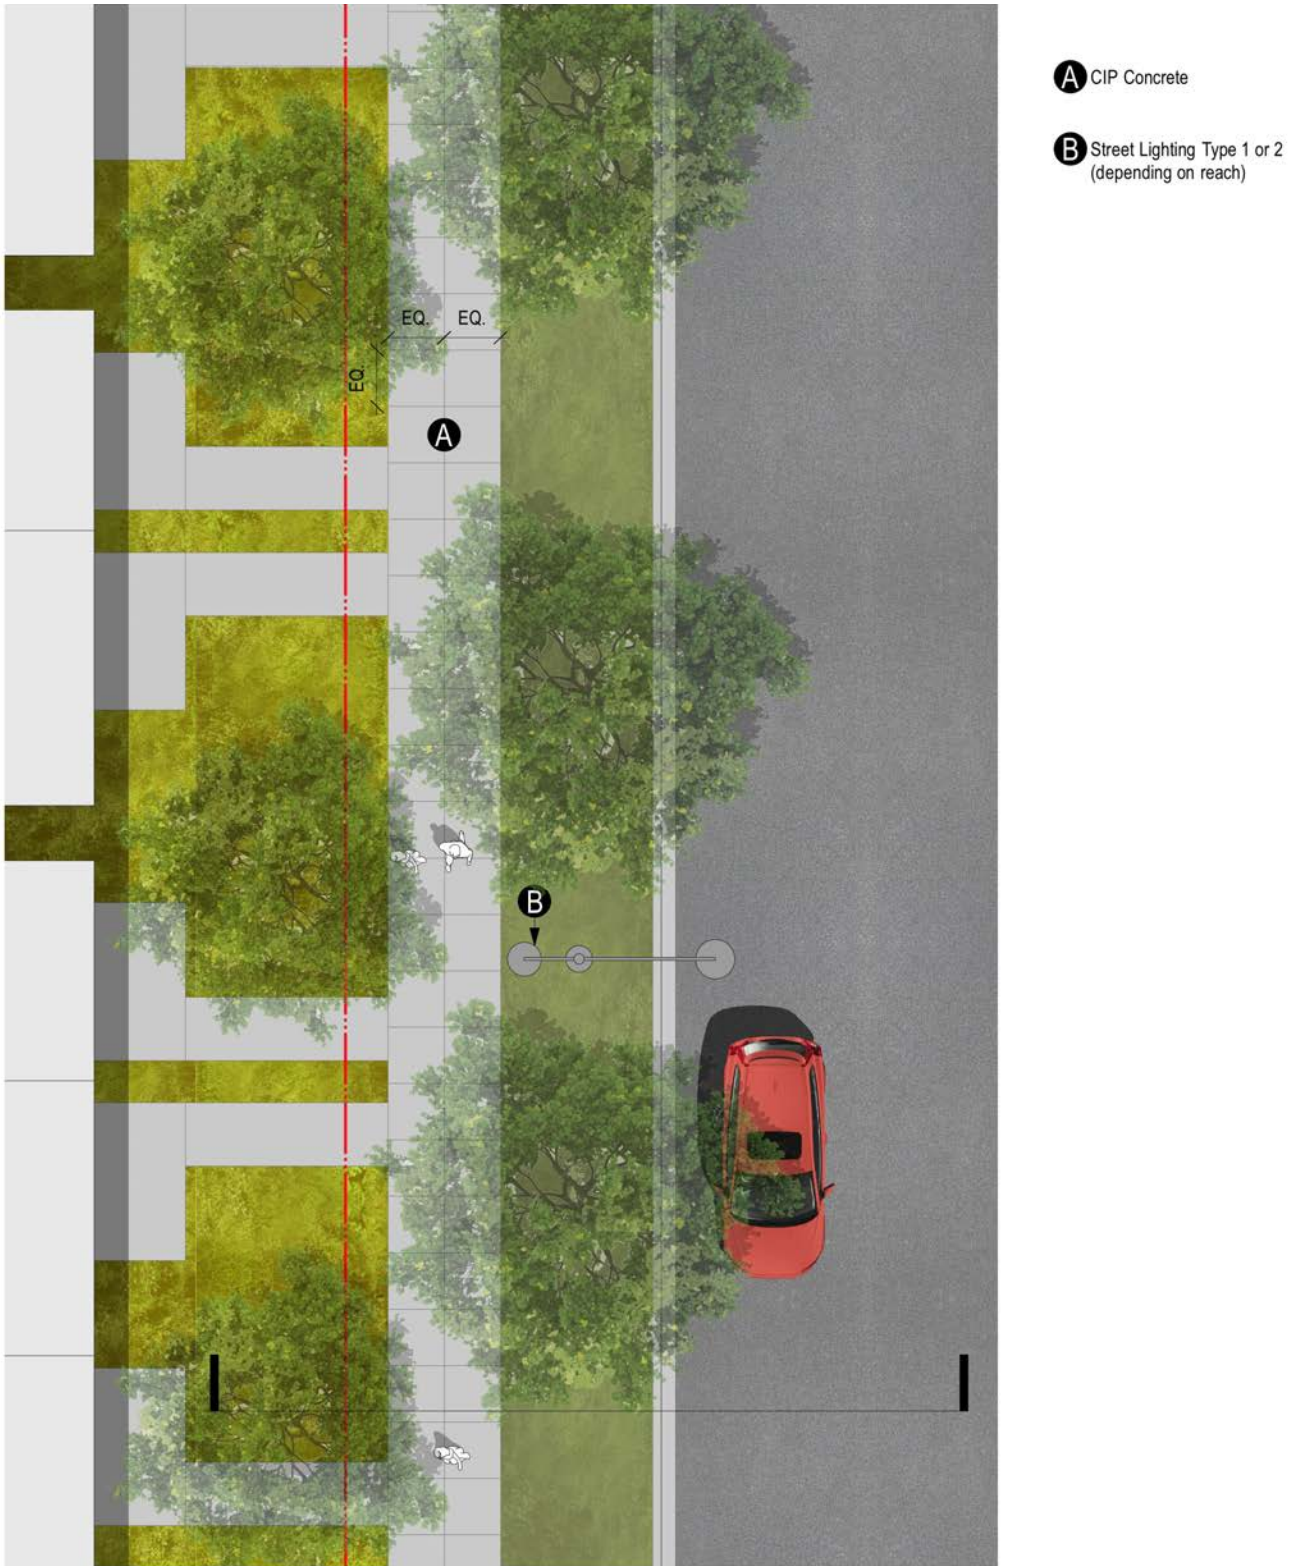 A CIP Concrete
B Street Lighting Type 1 or 2
(depending on reach)
EQ. EQ.
EQ.
A
B